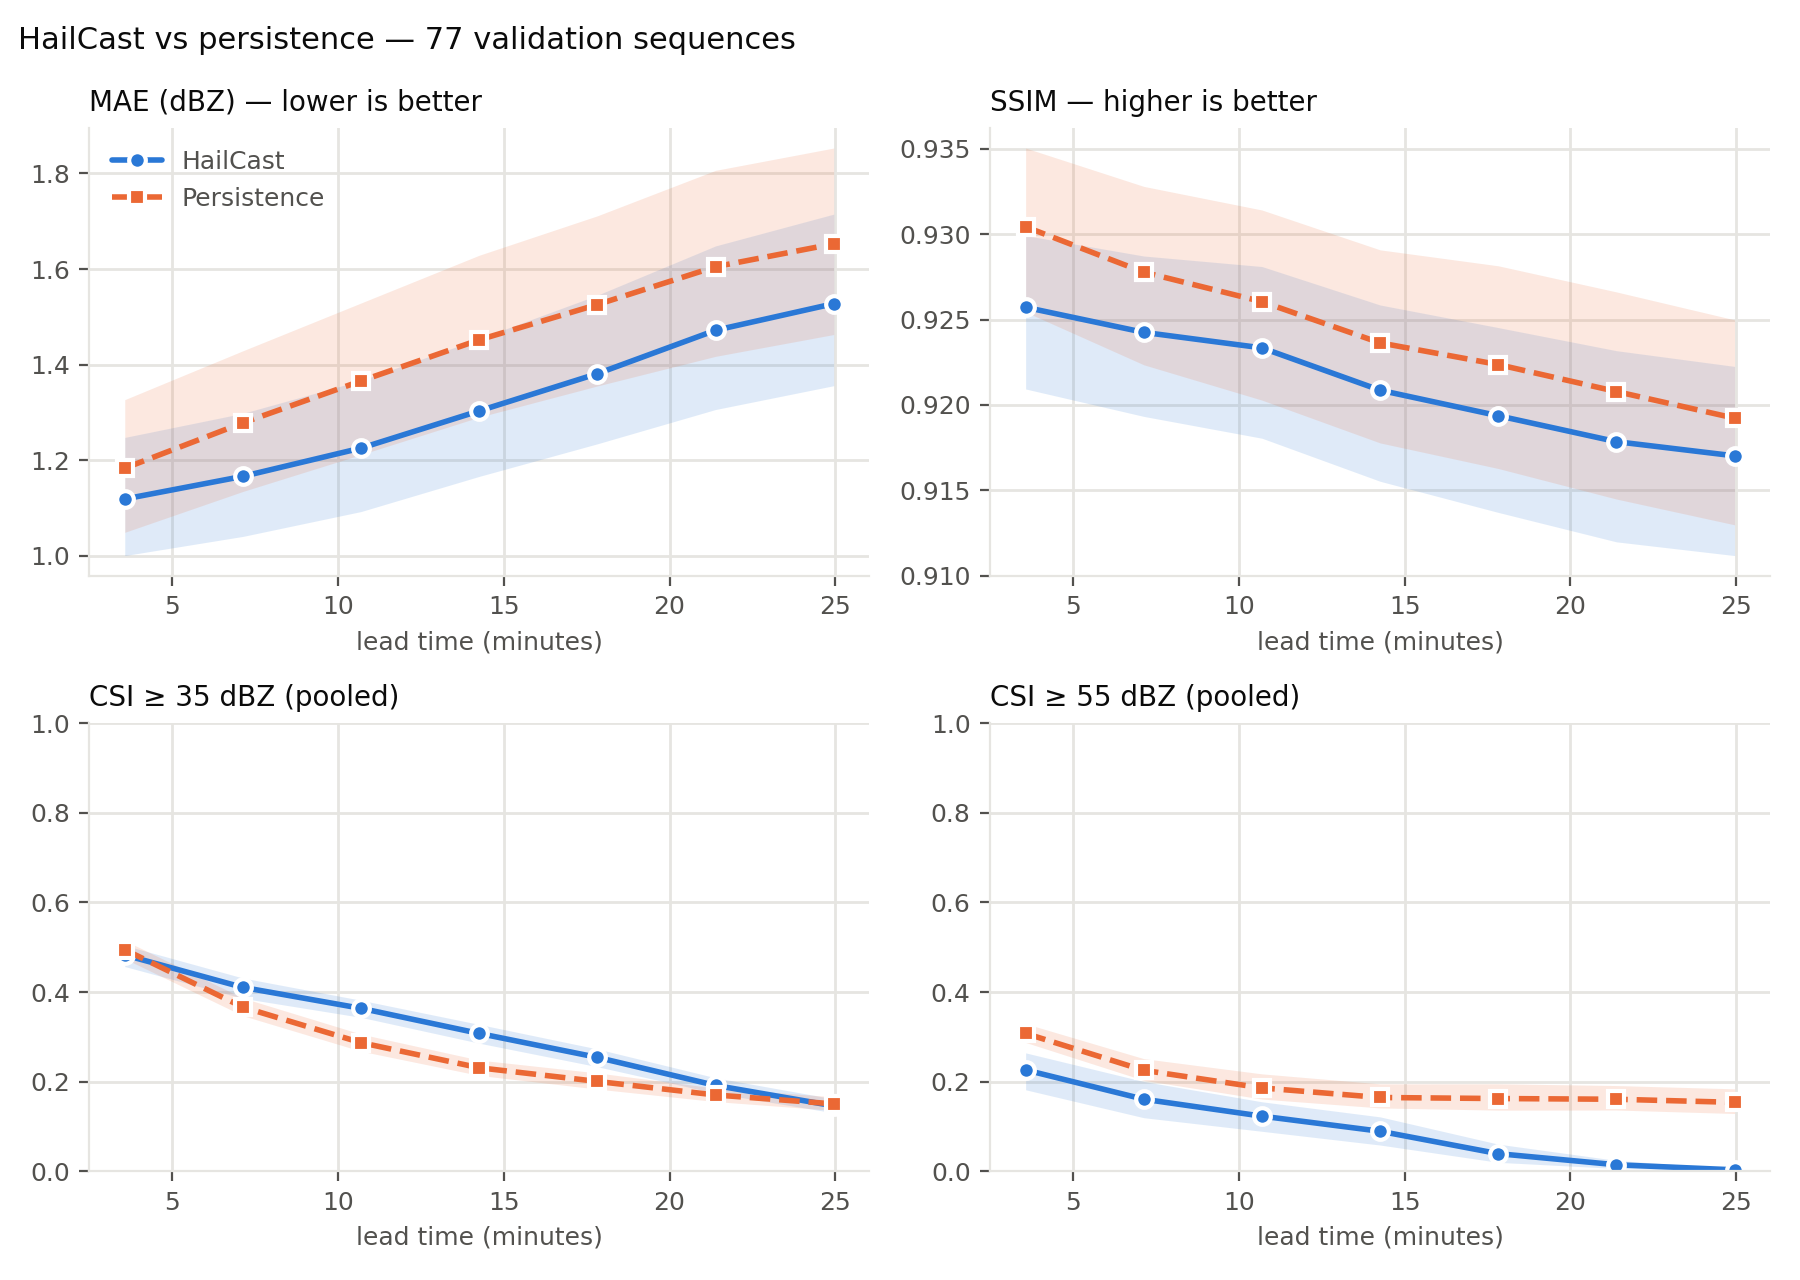 HailCast vs persistence — 77 validation sequences
MAE (dBZ) — lower is better
HailCast
Persistence
1.8
1.6
1.4
1.2
1.0
5 10 15 20 25
lead time (minutes)
SSIM — higher is better
0.935
0.930
0.925
0.920
0.915
0.910
5 10 15 20 25
lead time (minutes)
CSI ≥ 35 dBZ (pooled)
1.0
0.8
0.6
0.4
0.2
0.0
5 10 15 20 25
lead time (minutes)
CSI ≥ 55 dBZ (pooled)
1.0
0.8
0.6
0.4
0.2
0.0
5 10 15 20 25
lead time (minutes)